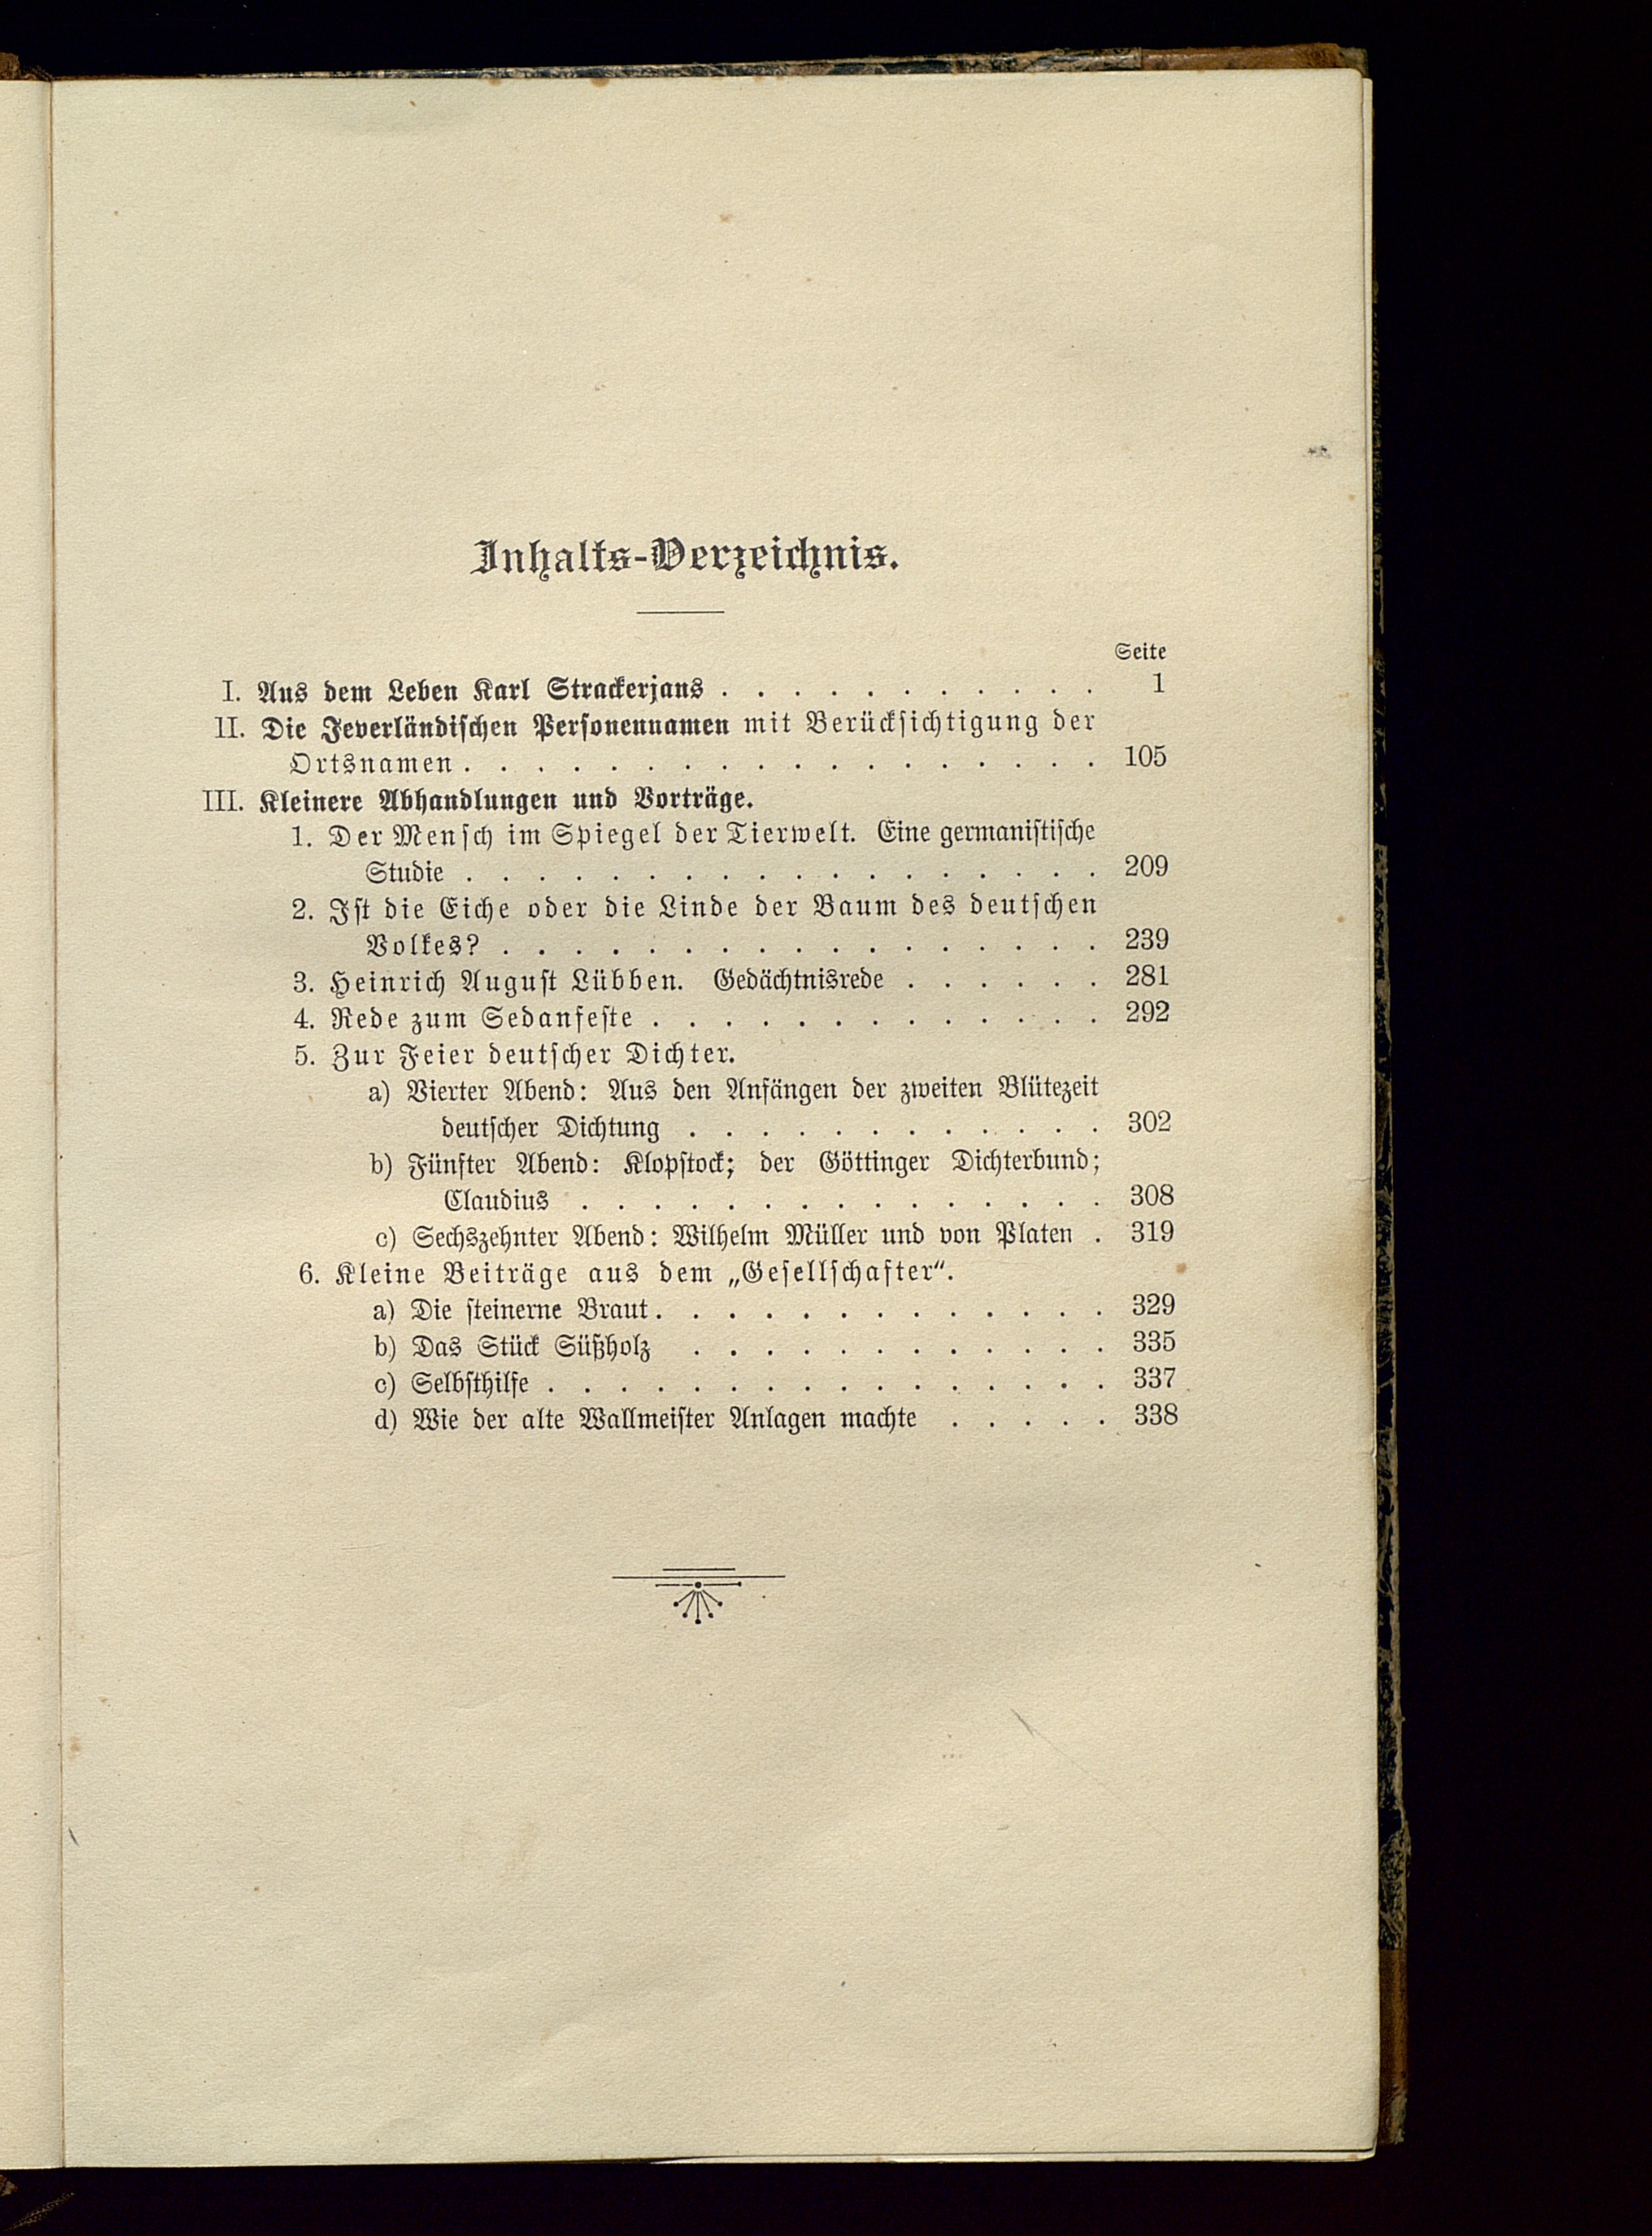 Inhalts-Verzeichnis.
Seite
I. Aus dem Leben Karl Strackerjans . . . . . . . . . . . 1
II. Die Jeverländischen Personennamen mit Berücksichtigung der
Ortsnamen . . . . . . . . . . . . . . . . . . 105
III. Kleinere Abhandlungen und Vorträge.
1. Der Mensch im Spiegel der Tierwelt. Eine germanistische
Studie . . . . . . . . . . . . . . . . . . 209
2. Ist die Eiche oder die Linde der Baum des deutschen
Volkes? . . . . . . . . . . . . . . . . . 239
3. Heinrich August Lübben. Gedächtnisrede . . . . . . 281
4. Rede zum Sedanfeste . . . . . . . . . . . . . 292
5. Zur Feier deutscher Dichter.
a) Vierter Abend: Aus den Anfängen der zweiten Blütezeit
deutscher Dichtung . . . . . . . . . . . . 302
b) Fünfter Abend: Klopstock; der Göttinger Dichterbund;
Claudius . . . . . . . . . . . . . . . 308
c) Sechszehnter Abend: Wilhelm Müller und von Platen . 319
6. Kleine Beiträge aus dem „Gesellschafter“.
a) Die steinerne Braut . . . . . . . . . . . . . 329
b) Das Stück Süßholz . . . . . . . . . . . . 335
c) Selbsthilfe . . . . . . . . . . . . . . . . 337
d) Wie der alte Wallmeister Anlagen machte . . . . . 338